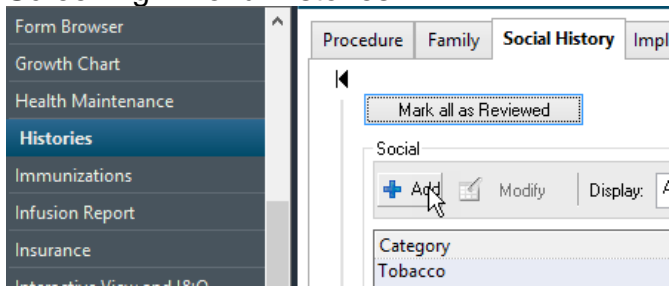 Form Browser
Growth Chart
Health Maintenance
Histories
Immunizations
Infusion Report
Insurance
Procedure Family Social History Impl
Mark all as Reviewed
Social
Add Modify Display: A
Category
Tobacco